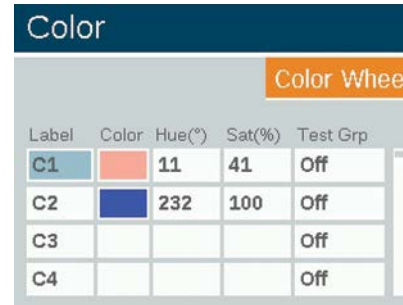 Color
Color Whee
Label Color Hue(°) Sat(%) Test Grp
C1 11 41 Off
C2 232 100 Off
C3 Off
C4 Off